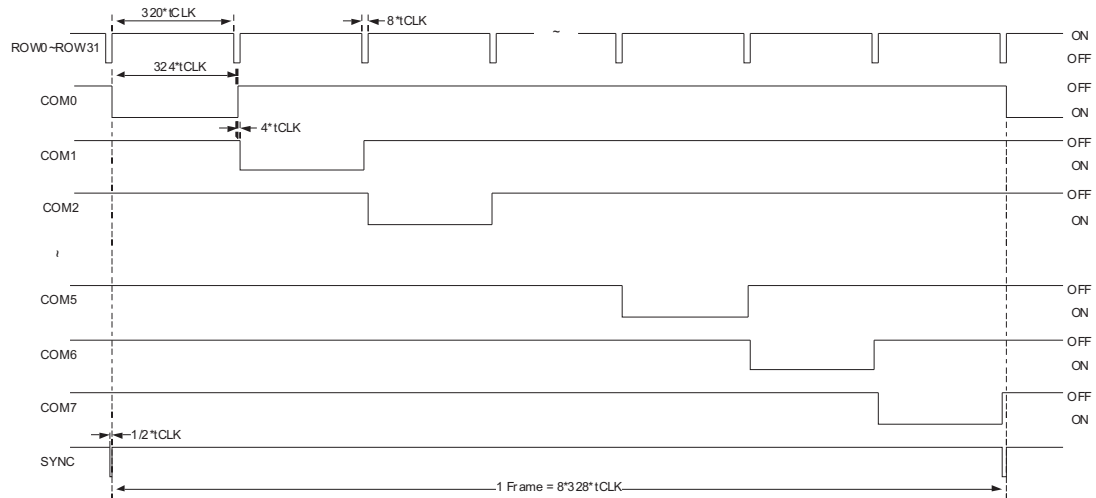 320*tCLK
8*tCLK
ROW0~ROW31
~
ON
OFF
324*tCLK
COM0
OFF
ON
4*tCLK
COM1
OFF
ON
COM2
OFF
ON
~
COM5
OFF
ON
COM6
OFF
ON
COM7
OFF
ON
1/2*tCLK
SYNC
1 Frame = 8*328*tCLK